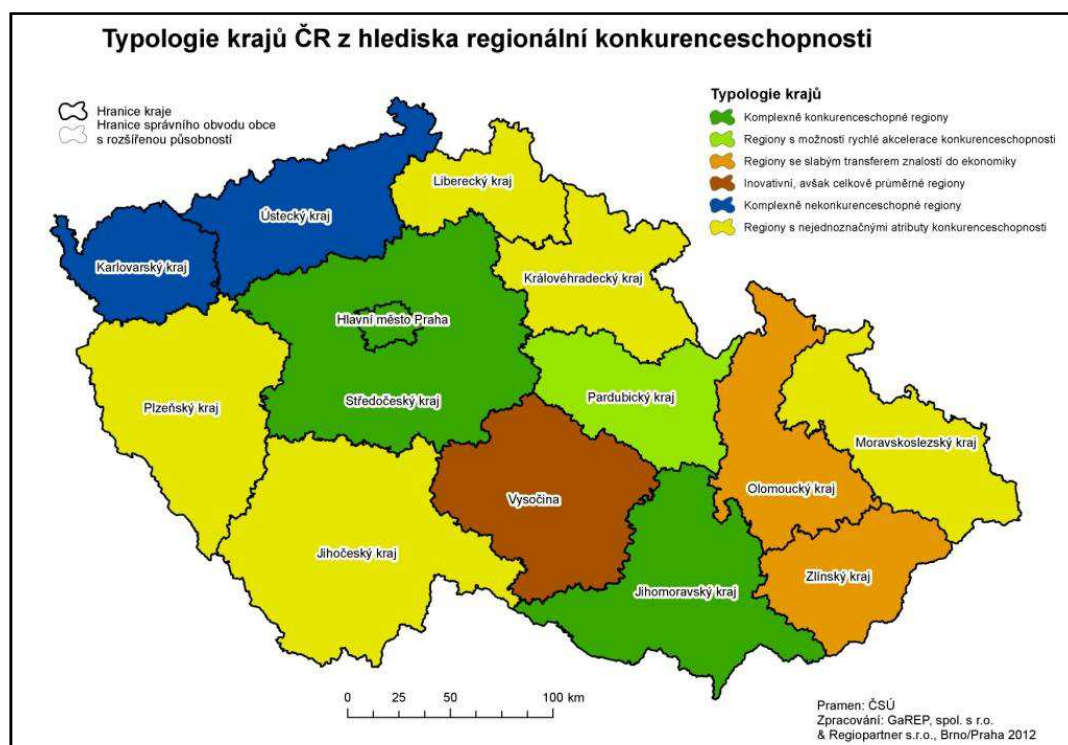 Typologie krajů ČR z hlediska regionální konkurenceschopnosti
Hranice kraje
Hranice správního obvodu obce
s rozšířenou působností
Typologie krajů
Komplexně konkurenceschopné regiony
Regiony s možností rychlé akcelerace konkurenceschopnosti
Regiony se slabým transferem znalostí do ekonomiky
Inovativní, avšak celkově průměrné regiony
Komplexně nekonkurenceschopné regiony
Regiony s nejednoznačnými atributy konkurenceschopnosti
Liberecký kraj
Ústecký kraj
Karlovarský kraj
Královéhradecký kraj
Hlavní město Praha
Středočeský kraj
Pardubický kraj
Plzeňský kraj
Moravskoslezský kraj
Olomoucký kraj
Vysočina
Jihočeský kraj
Zlínský kraj
Jihomoravský kraj
0 25 50 100 km
Pramen: ČSÚ
Zpracování: GaREP, spol. s r.o.
& Regiopartner s.r.o., Brno/Praha 2012